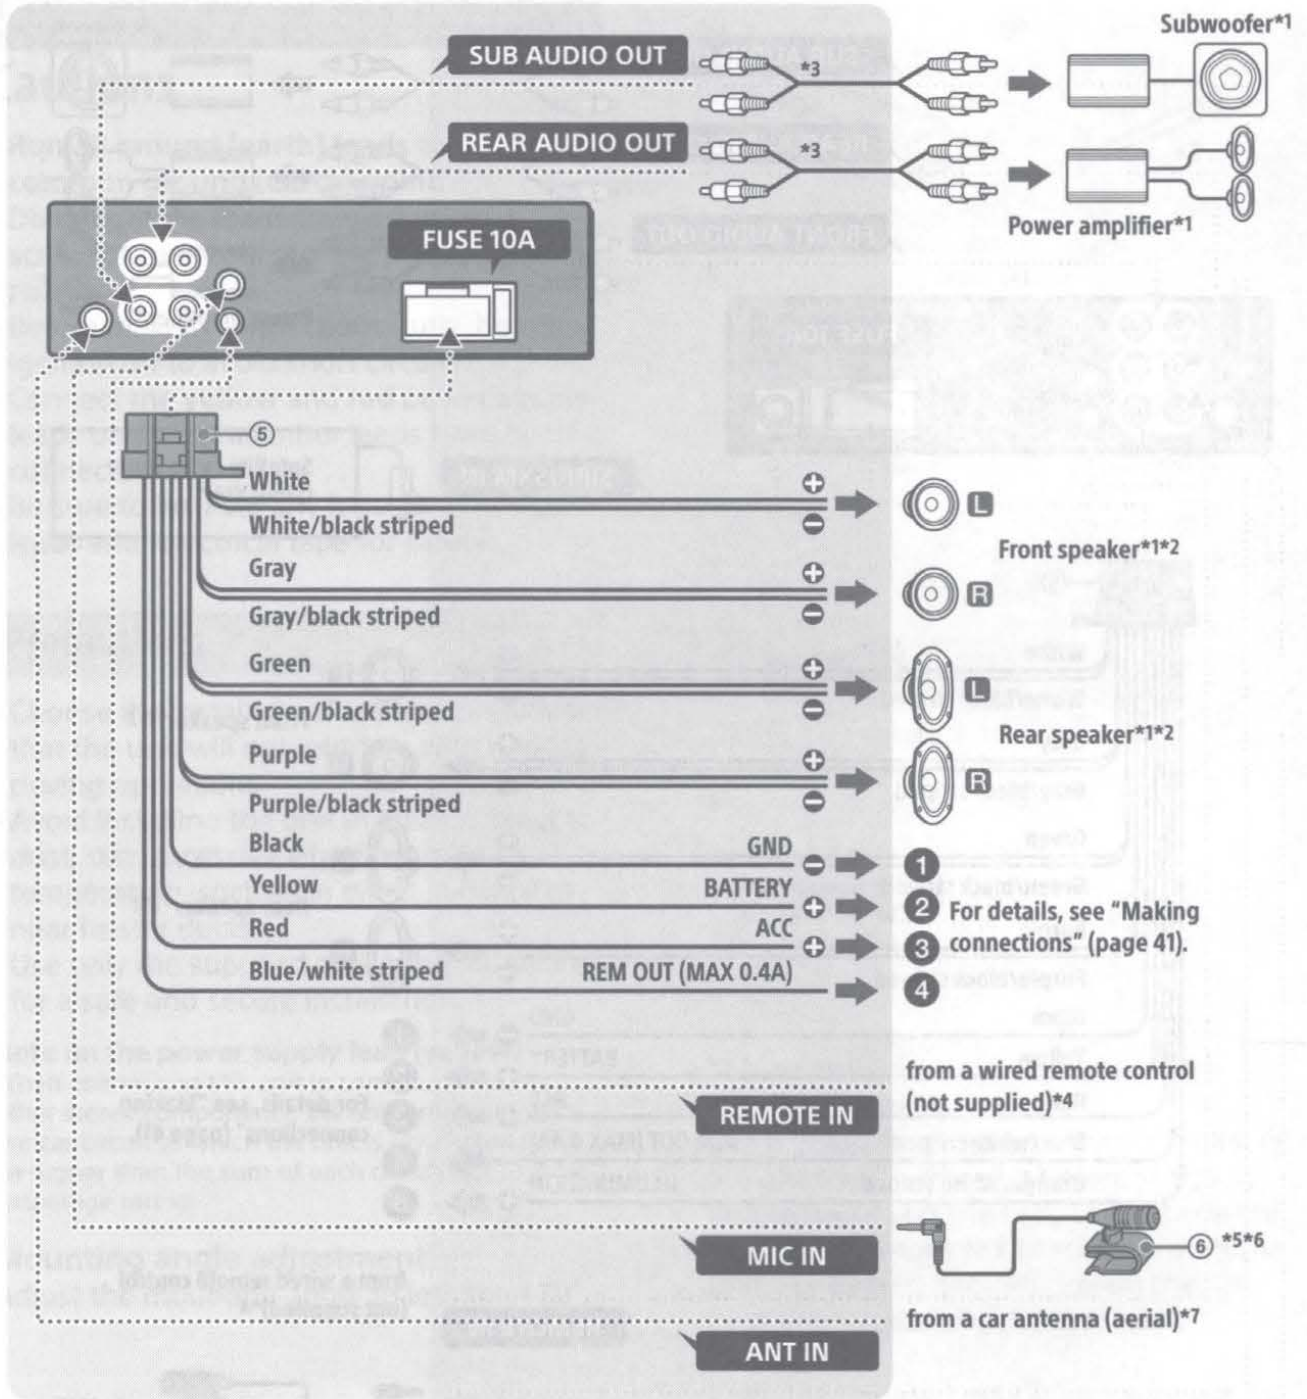 Subwoofer*1
SUB AUDIO OUT
*3
REAR AUDIO OUT
*3
Power amplifier*1
FUSE 10A
⑤
White
White/black striped
L
Front speaker*1*2
Gray
Gray/black striped
R
Green
Green/black striped
L
Rear speaker*1*2
Purple
Purple/black striped
R
Black GND ❶
Yellow BATTERY ❷ For details, see "Making
Red ACC ❸ connections" (page 41).
Blue/white striped REM OUT (MAX 0.4A) ❹
from a wired remote control
(not supplied)*4
REMOTE IN
MIC IN
⑥ *5*6
from a car antenna (aerial)*7
ANT IN